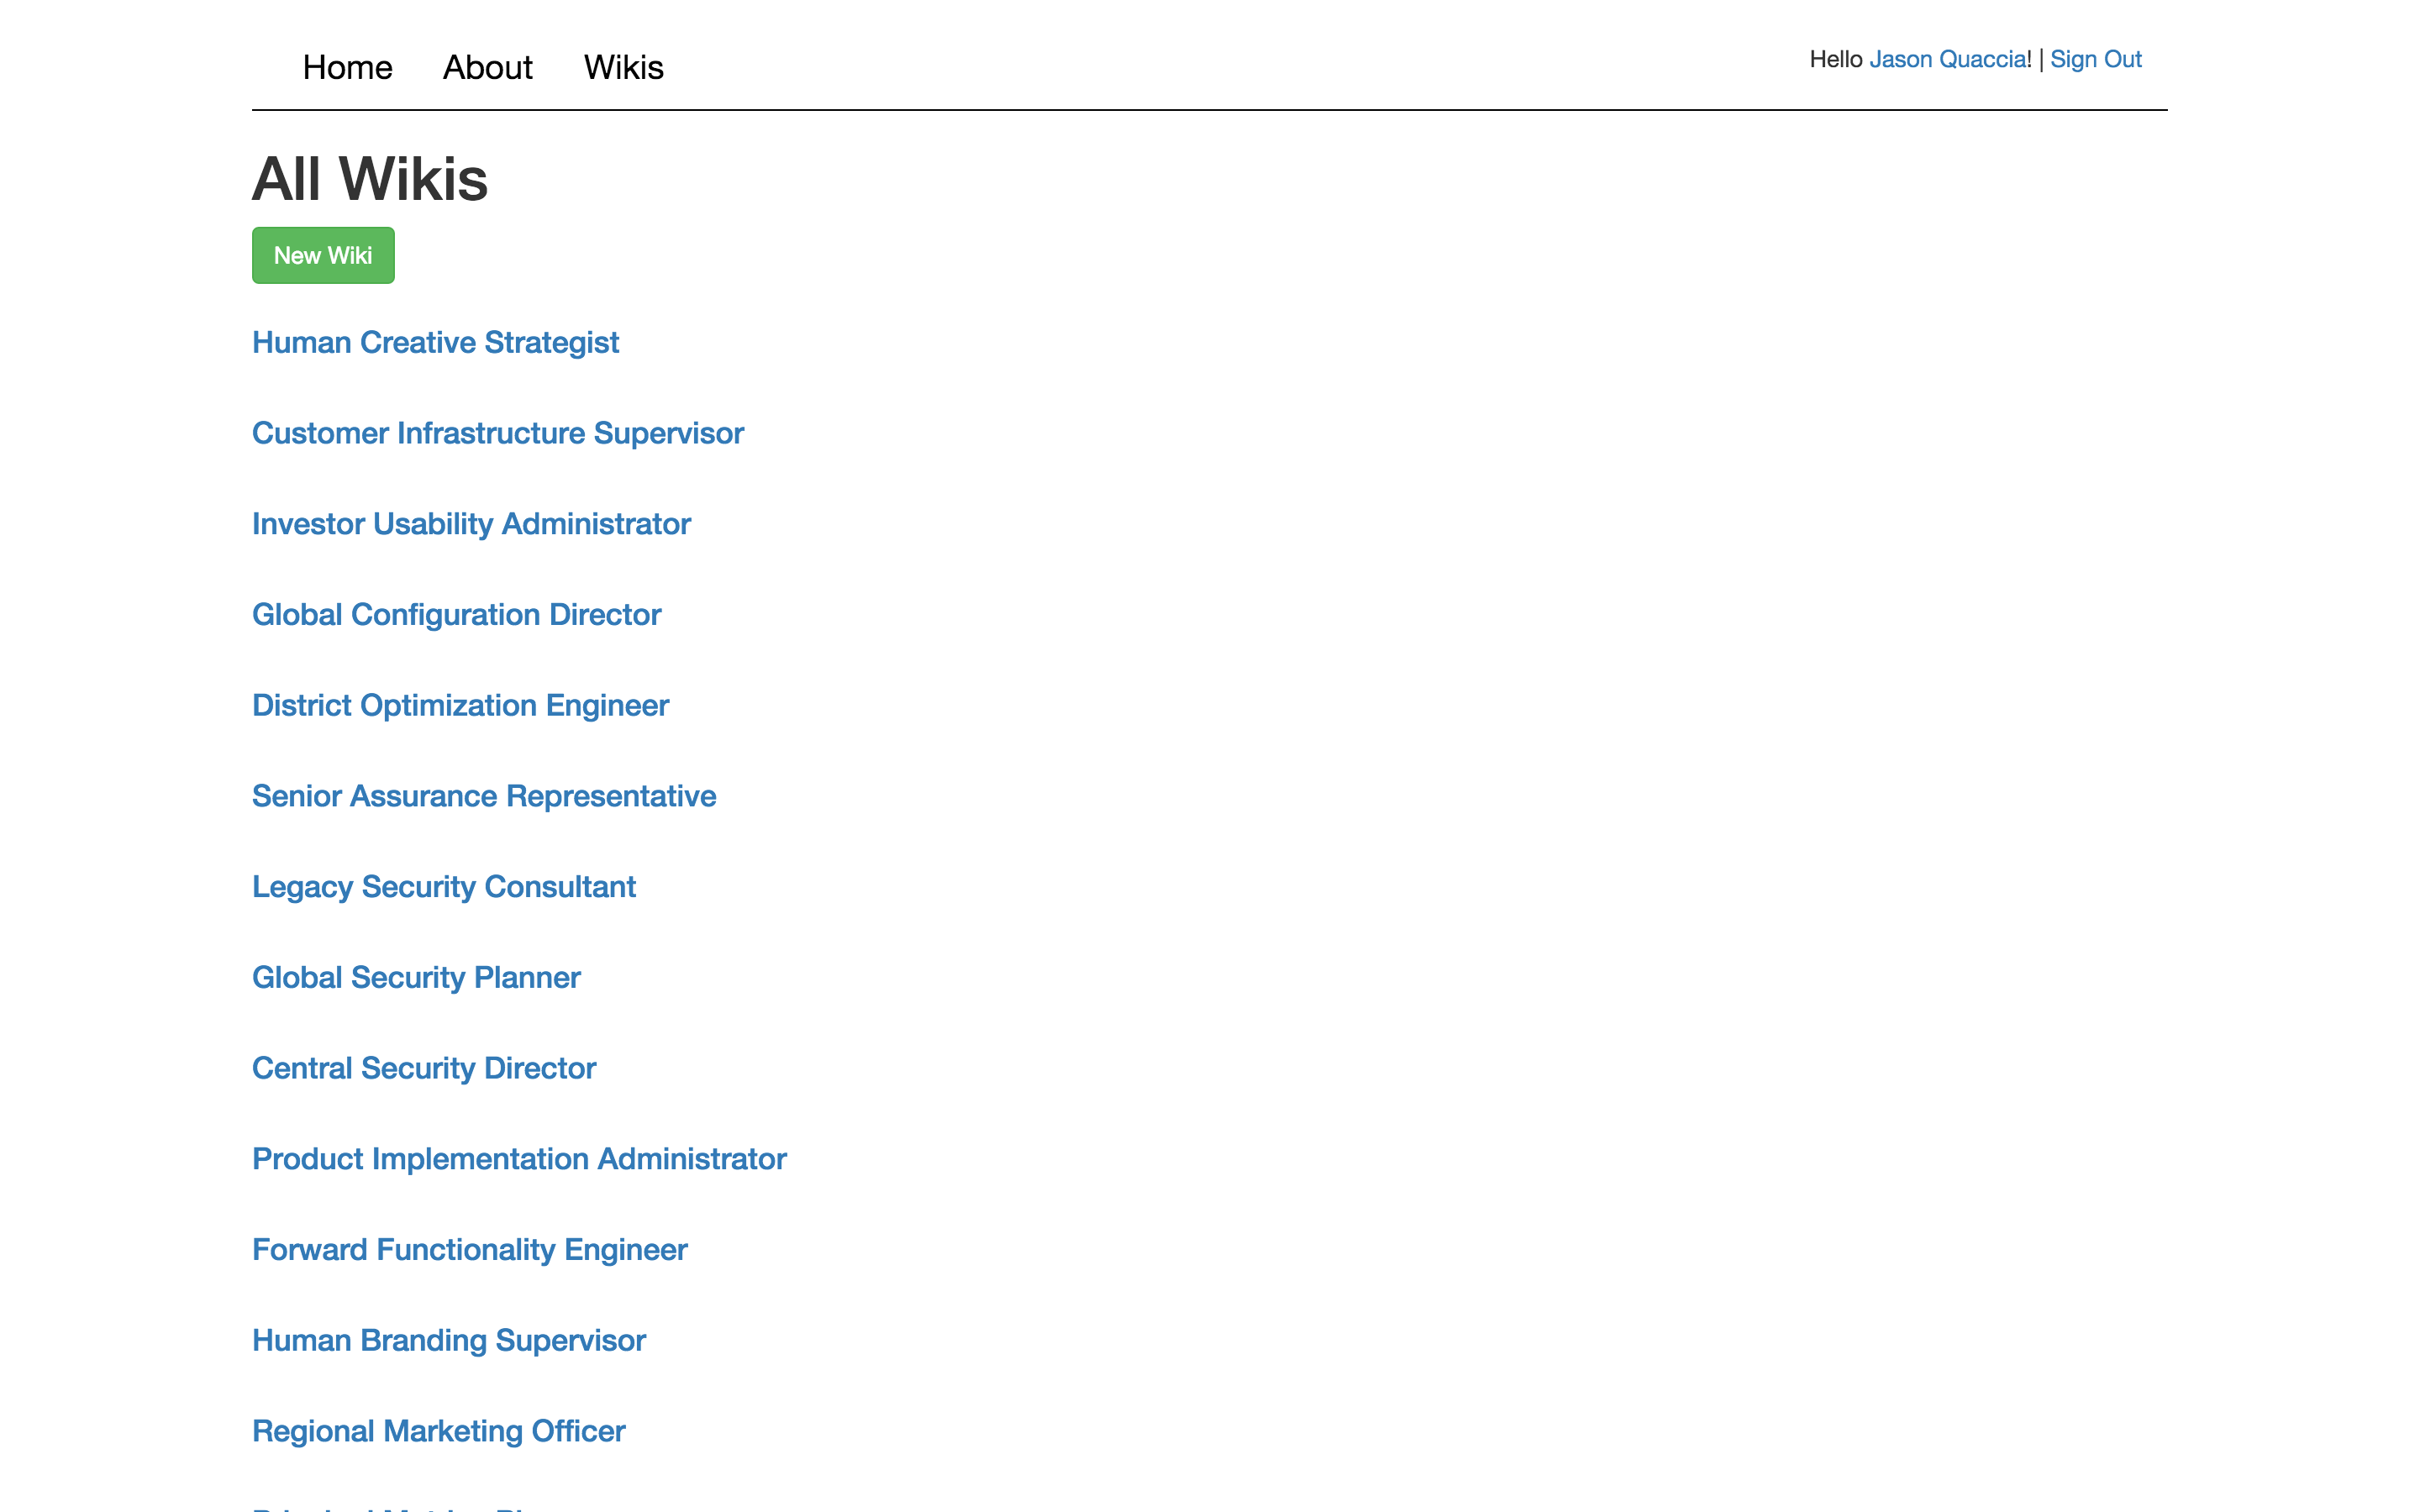 Home About Wikis
Hello Jason Quaccia! | Sign Out
All Wikis
New Wiki
Human Creative Strategist
Customer Infrastructure Supervisor
Investor Usability Administrator
Global Configuration Director
District Optimization Engineer
Senior Assurance Representative
Legacy Security Consultant
Global Security Planner
Central Security Director
Product Implementation Administrator
Forward Functionality Engineer
Human Branding Supervisor
Regional Marketing Officer